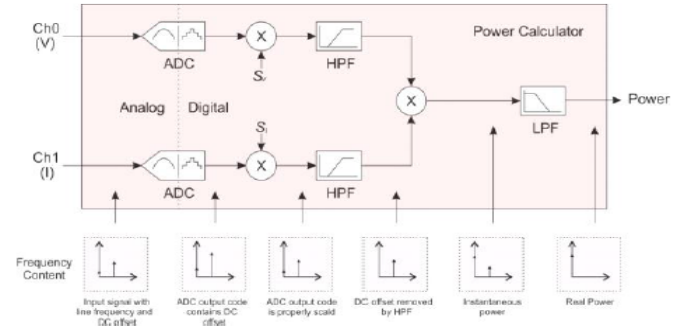 Ch0
(V)
ADC
X
Sv
HPF
Power Calculator
Analog
Digital
X
LPF
Power
Ch1
(I)
ADC
X
SI
HPF
Frequency
Content
Input signal with
line frequency and
DC offset
ADC output code
contains DC
offset
ADC output code
is properly scald
DC offset removed
by HPF
Instantaneous
power
Real Power